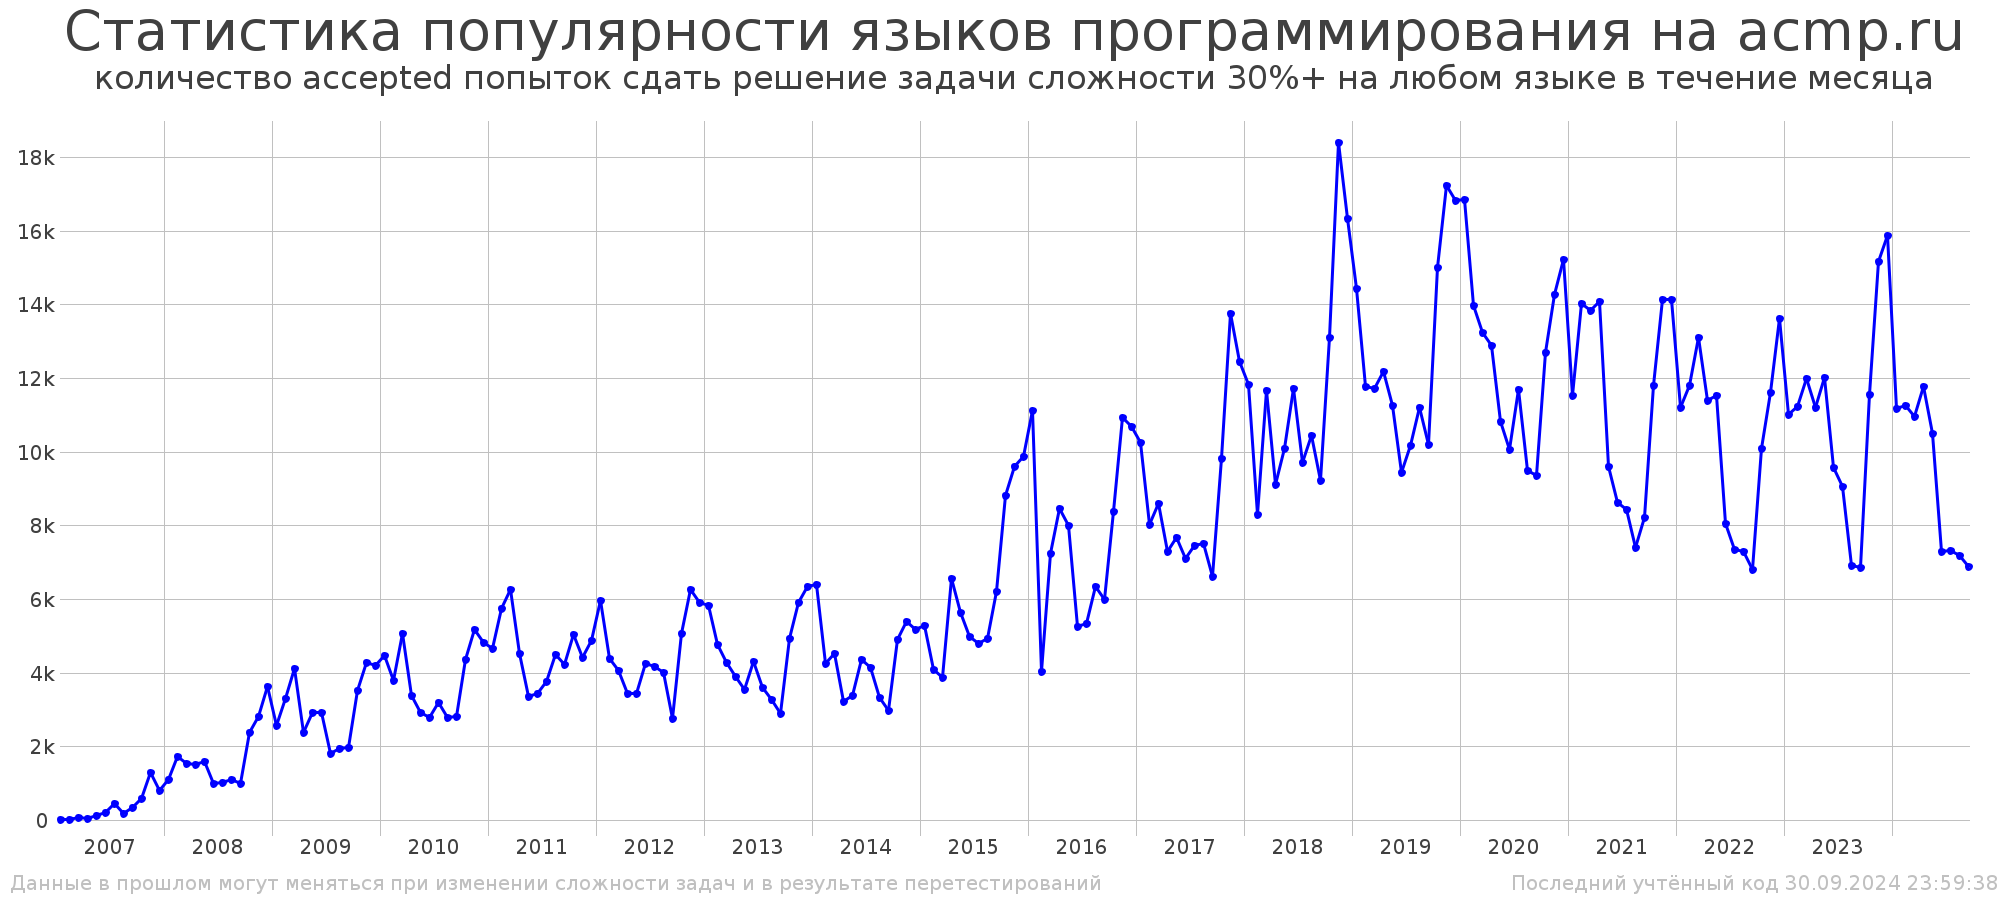 Статистика популярности языков программирования на acmp.ru
количество accepted попыток сдать решение задачи сложности 30%+ на любом языке в течение месяца
18k
16k
14k
12k
10k
8k
6k
4k
2k
0
2007 2008 2009 2010 2011 2012 2013 2014 2015 2016 2017 2018 2019 2020 2021 2022 2023
Данные в прошлом могут меняться при изменении сложности задач и в результате перетестирований
Последний учтённый код 30.09.2024 23:59:38